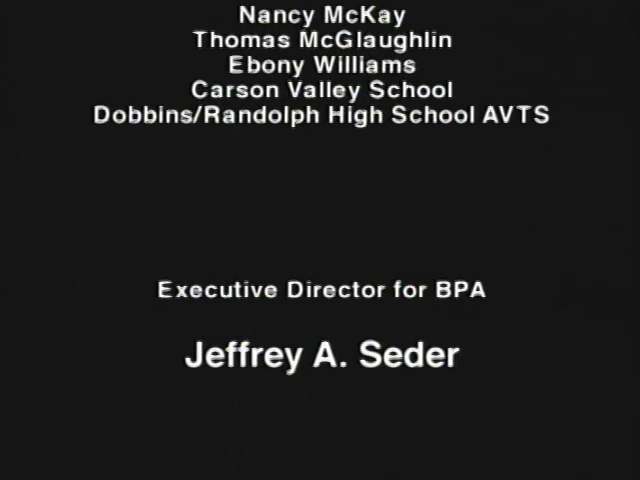 Nancy McKay
Thomas McGlaughlin
Ebony Williams
Carson Valley School
Dobbins/Randolph High School AVTS
Executive Director for BPA
Jeffrey A. Seder